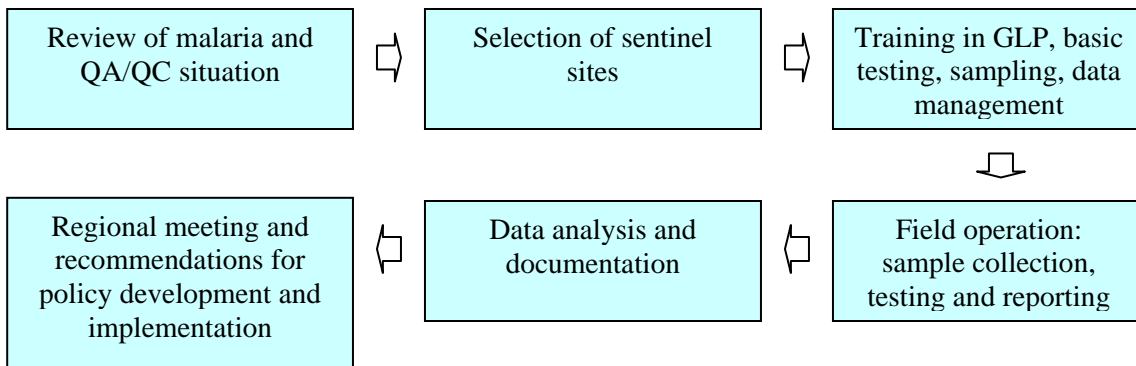 Review of malaria and
QA/QC situation
Selection of sentinel
sites
Training in GLP, basic
testing, sampling, data
management
Field operation:
sample collection,
testing and reporting
Data analysis and
documentation
Regional meeting and
recommendations for
policy development and
implementation